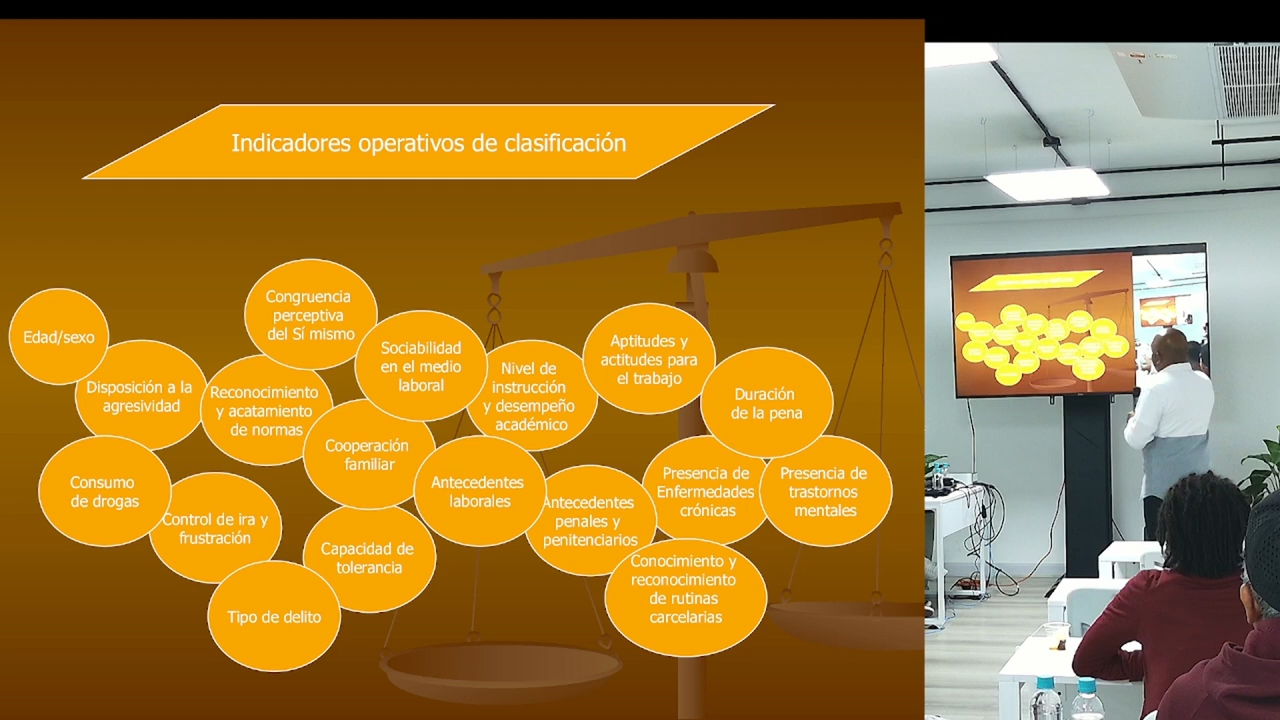 Indicadores operativos de clasificación
Edad/sexo
Disposición a la
agresividad
Congruencia
perceptiva
del Sí mismo
Reconocimiento
y acatamiento
de normas
Sociabilidad
en el medio
laboral
Nivel de
instrucción
y desempeño
académico
Aptitudes y
actitudes para
el trabajo
Duración
de la pena
Consumo
de drogas
Control de ira y
frustración
Cooperación
familiar
Antecedentes
laborales
Antecedentes
penales y
penitenciarios
Presencia de
Enfermedades
crónicas
Presencia de
trastornos
mentales
Tipo de delito
Capacidad de
tolerancia
Conocimiento y
reconocimiento
de rutinas
carcelarias